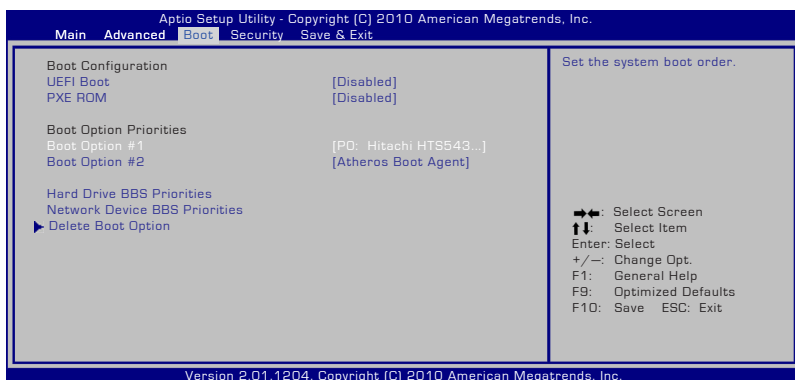 Aptio Setup Utility - Copyright (C) 2010 American Megatrends, Inc.
Main Advanced Boot Security Save & Exit
Boot Configuration
UEFI Boot [Disabled]
PXE ROM [Disabled]
Boot Option Priorities
Boot Option #1 [P0: Hitachi HTS543...]
Boot Option #2 [Atheros Boot Agent]
Hard Drive BBS Priorities
Network Device BBS Priorities
Delete Boot Option
Set the system boot order.
→←: Select Screen
↑↓: Select Item
Enter: Select
+/—: Change Opt.
F1: General Help
F9: Optimized Defaults
F10: Save ESC: Exit
Version 2.01.1204. Copyright (C) 2010 American Megatrends, Inc.